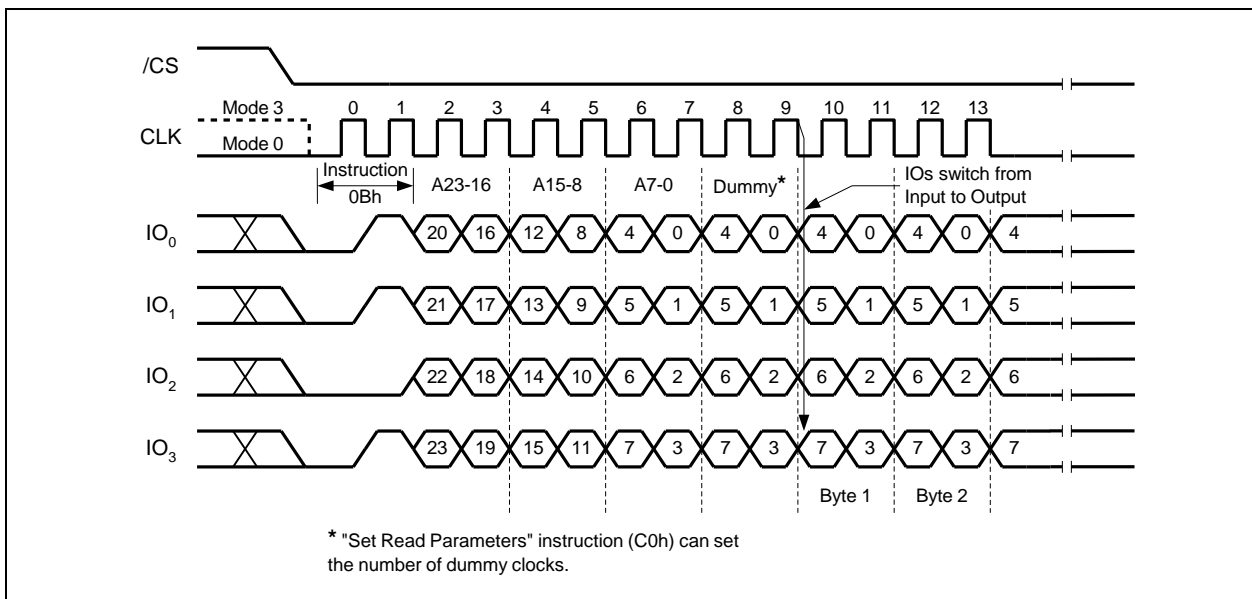 /CS
Mode 3 0 1 2 3 4 5 6 7 8 9 10 11 12 13
CLK
Mode 0
Instruction
0Bh
A23-16 A15-8 A7-0 Dummy*
IOs switch from
Input to Output
IO0 20 16 12 8 4 0 4 0 4 0 4 0 4
IO1 21 17 13 9 5 1 5 1 5 1 5 1 5
IO2 22 18 14 10 6 2 6 2 6 2 6 2 6
IO3 23 19 15 11 7 3 7 3 7 3 7 3 7
Byte 1 Byte 2
* "Set Read Parameters" instruction (C0h) can set
the number of dummy clocks.